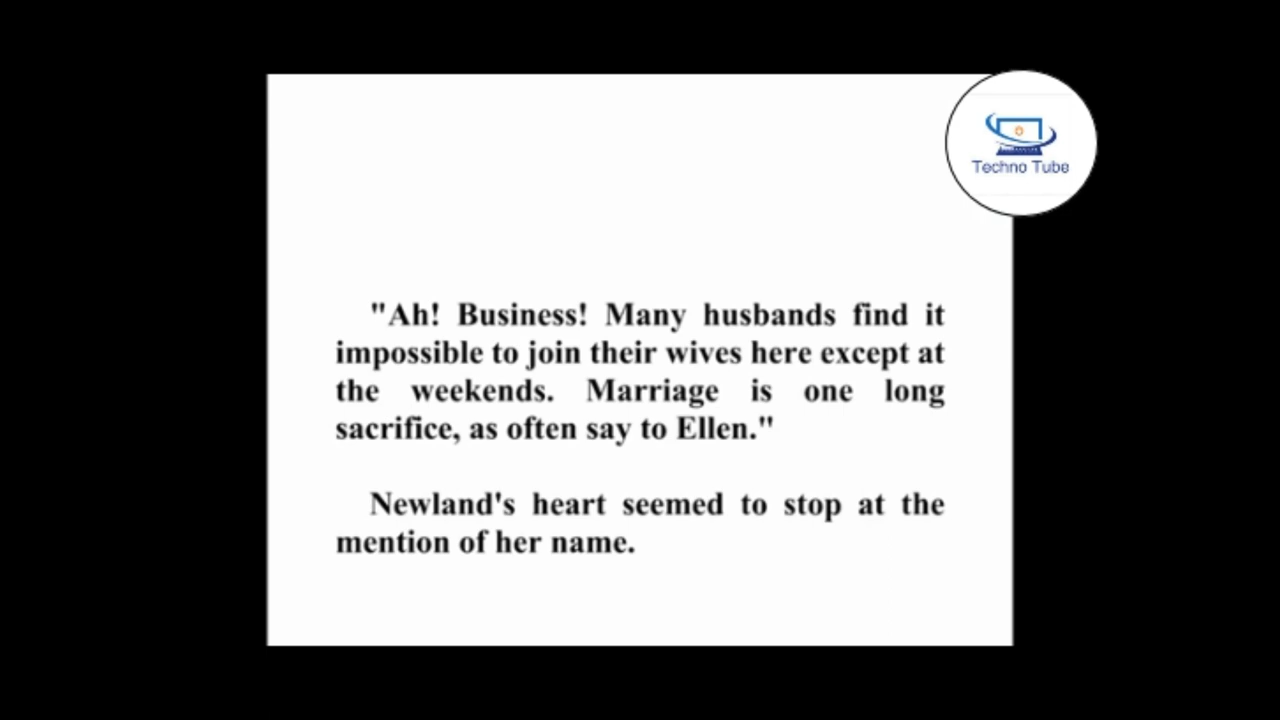 Techno Tube
"Ah! Business! Many husbands find it
impossible to join their wives here except at
the weekends. Marriage is one long
sacrifice, as often say to Ellen."
Newland's heart seemed to stop at the
mention of her name.